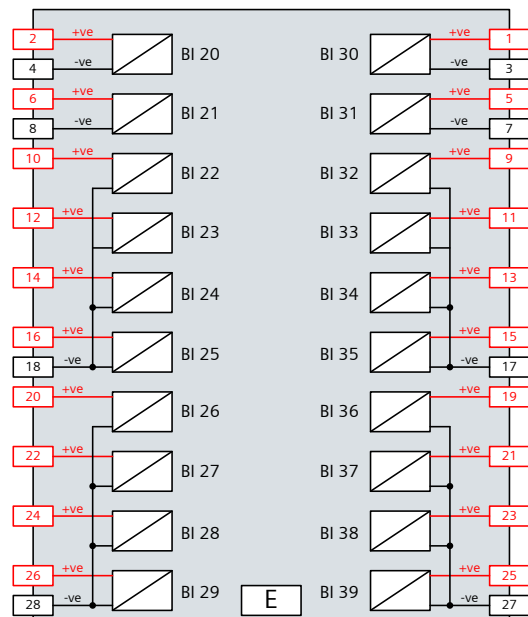 2 +ve BI 20 BI 30 +ve 1
4 -ve -ve 3
6 +ve BI 21 BI 31 +ve 5
8 -ve -ve 7
10 +ve BI 22 BI 32 +ve 9
12 +ve BI 23 BI 33 +ve 11
14 +ve BI 24 BI 34 +ve 13
16 +ve BI 25 BI 35 +ve 15
18 -ve -ve 17
20 +ve BI 26 BI 36 +ve 19
22 +ve BI 27 BI 37 +ve 21
24 +ve BI 28 BI 38 +ve 23
26 +ve BI 29 BI 39 +ve 25
28 -ve E -ve 27